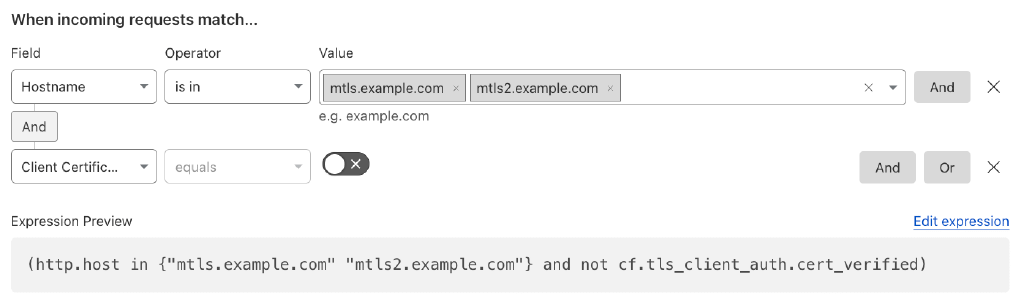 When incoming requests match...
Field Operator Value
Hostname is in mtls.example.com × mtls2.example.com × And
e.g. example.com
And
Client Certific... equals And Or
Expression Preview Edit expression
(http.host in {"mtls.example.com" "mtls2.example.com"} and not cf.tls_client_auth.cert_verified)